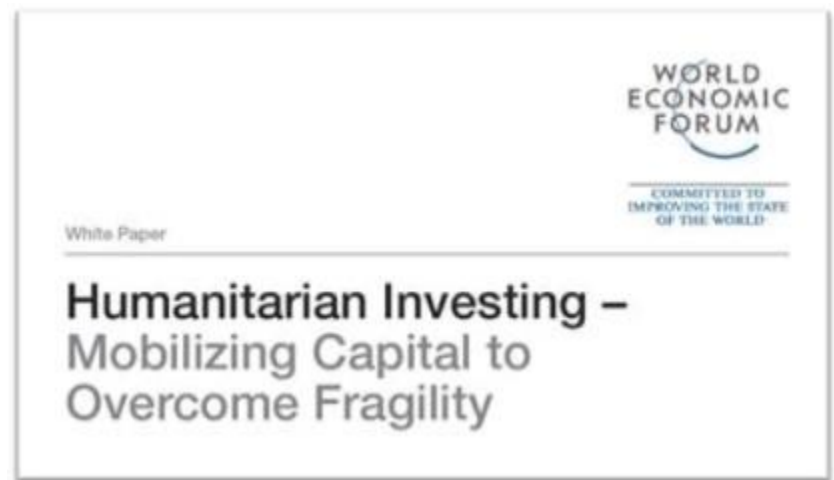 WORLD
ECONOMIC
FORUM
COMMITTED TO
IMPROVING THE STATE
OF THE WORLD
White Paper
Humanitarian Investing –
Mobilizing Capital to
Overcome Fragility